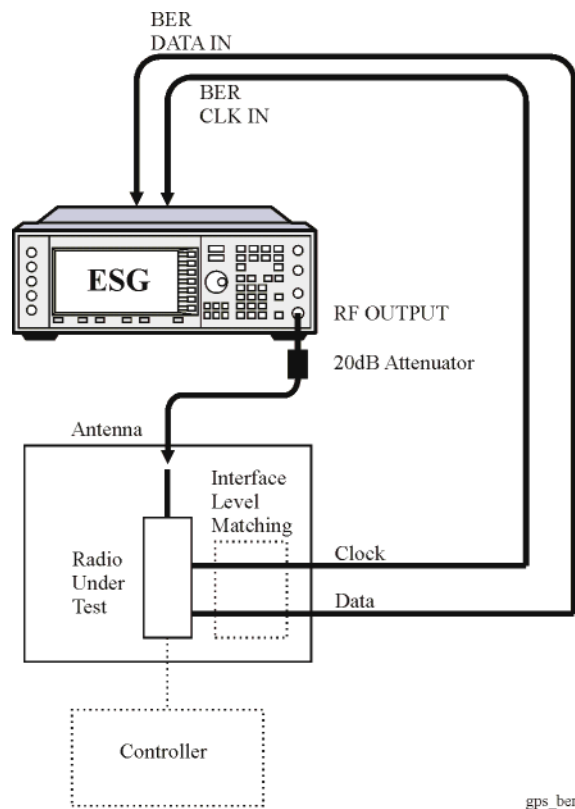 BER
DATA IN
BER
CLK IN
ESG
RF OUTPUT
20dB Attenuator
Antenna
Interface
Level
Matching
Radio
Under
Test
Clock
Data
Controller
gps_ber